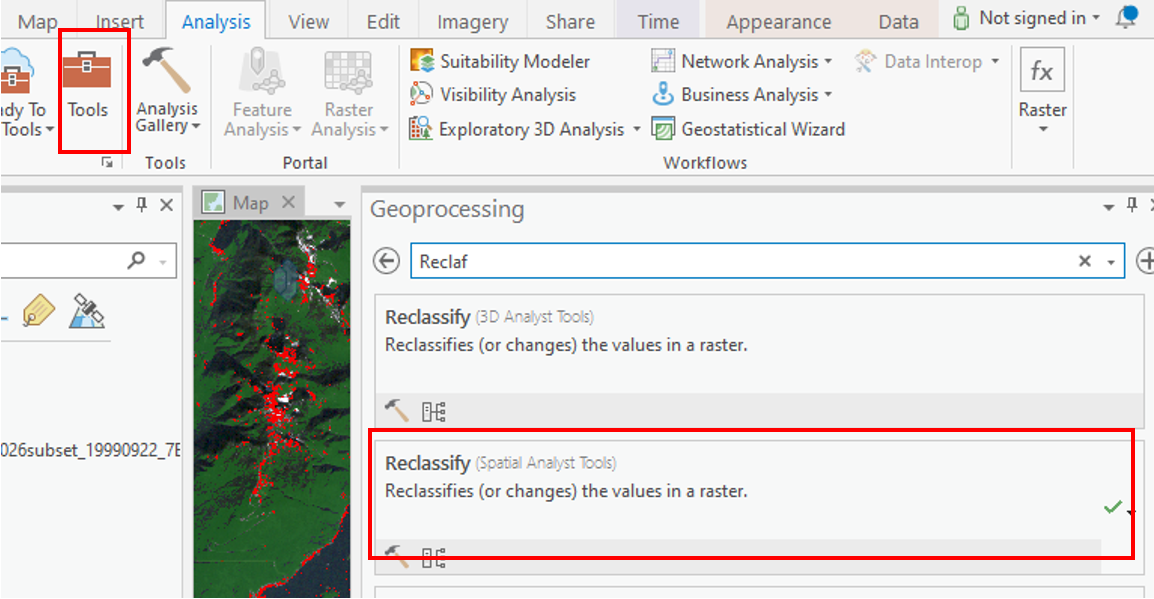 Map Insert Analysis View Edit Imagery Share Time Appearance Data Not signed in
dy To
Tools
Tools
Analysis
Gallery
Feature
Analysis
Raster
Analysis
Suitability Modeler
Visibility Analysis
Exploratory 3D Analysis
Network Analysis
Business Analysis
Geostatistical Wizard
Data Interop
fx
Raster
Tools
Portal
Workflows
Map
Geoprocessing
Reclaf
Reclassify (3D Analyst Tools)
Reclassifies (or changes) the values in a raster.
Reclassify (Spatial Analyst Tools)
Reclassifies (or changes) the values in a raster.
026subset_19990922_7E